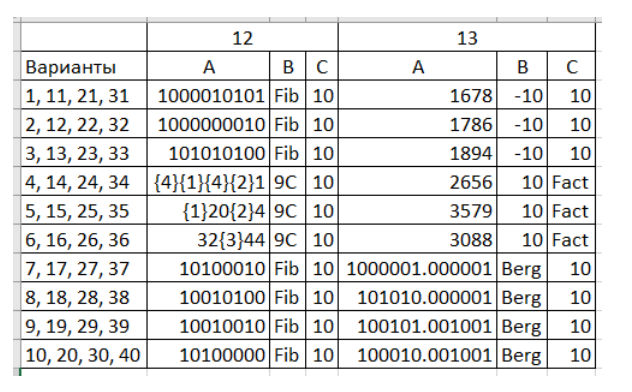 12 13
Варианты A B C A B C
1, 11, 21, 31 1000010101 Fib 10 1678 -10 10
2, 12, 22, 32 1000000010 Fib 10 1786 -10 10
3, 13, 23, 33 101010100 Fib 10 1894 -10 10
4, 14, 24, 34 {4}{1}{4}{2}1 9C 10 2656 10 Fact
5, 15, 25, 35 {1}20{2}4 9C 10 3579 10 Fact
6, 16, 26, 36 32{3}44 9C 10 3088 10 Fact
7, 17, 27, 37 10100010 Fib 10 1000001.000001 Berg 10
8, 18, 28, 38 10010100 Fib 10 101010.000001 Berg 10
9, 19, 29, 39 10010010 Fib 10 100101.001001 Berg 10
10, 20, 30, 40 10100000 Fib 10 100010.001001 Berg 10